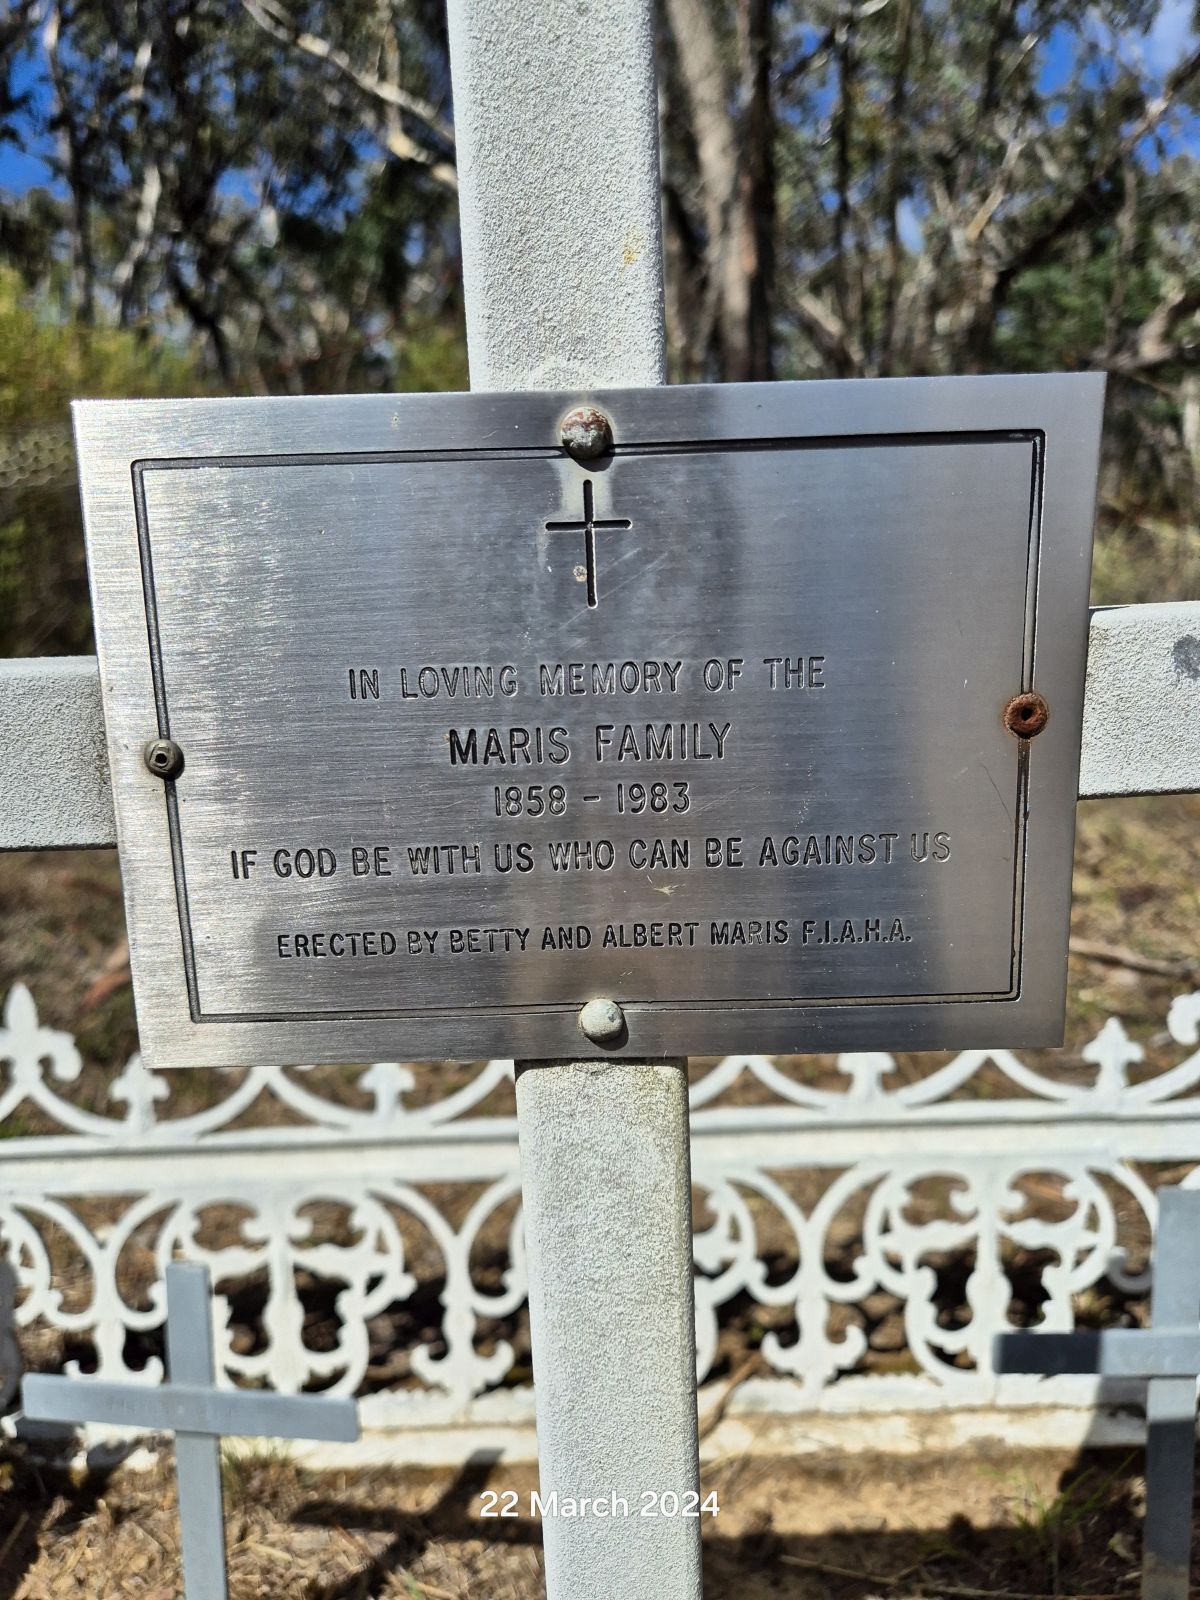 IN LOVING MEMORY OF THE
MARIS FAMILY
1858 - 1983
IF GOD BE WITH US WHO CAN BE AGAINST US
ERECTED BY BETTY AND ALBERT MARIS F.I.A.H.A.
22 March 2024